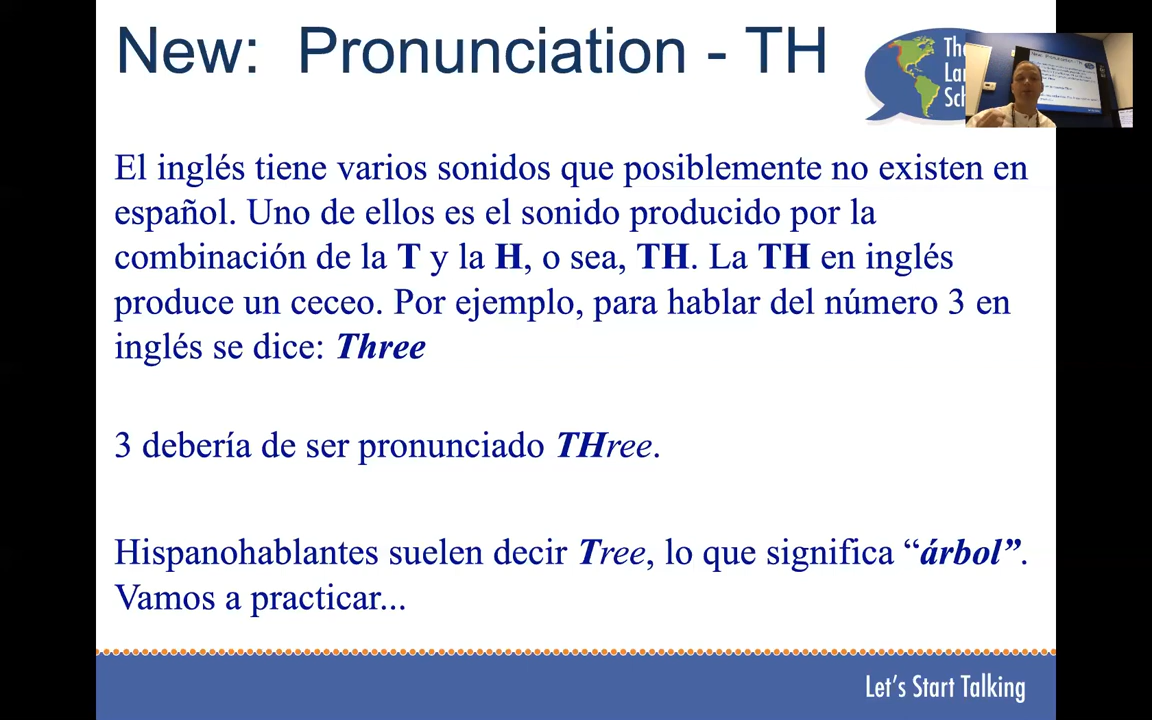 New: Pronunciation - TH
El inglés tiene varios sonidos que posiblemente no existen en
español. Uno de ellos es el sonido producido por la
combinación de la T y la H, o sea, TH. La TH en inglés
produce un ceceo. Por ejemplo, para hablar del número 3 en
inglés se dice: Three
3 debería de ser pronunciado THree.
Hispanohablantes suelen decir Tree, lo que significa “árbol”.
Vamos a practicar...
Let's Start Talking